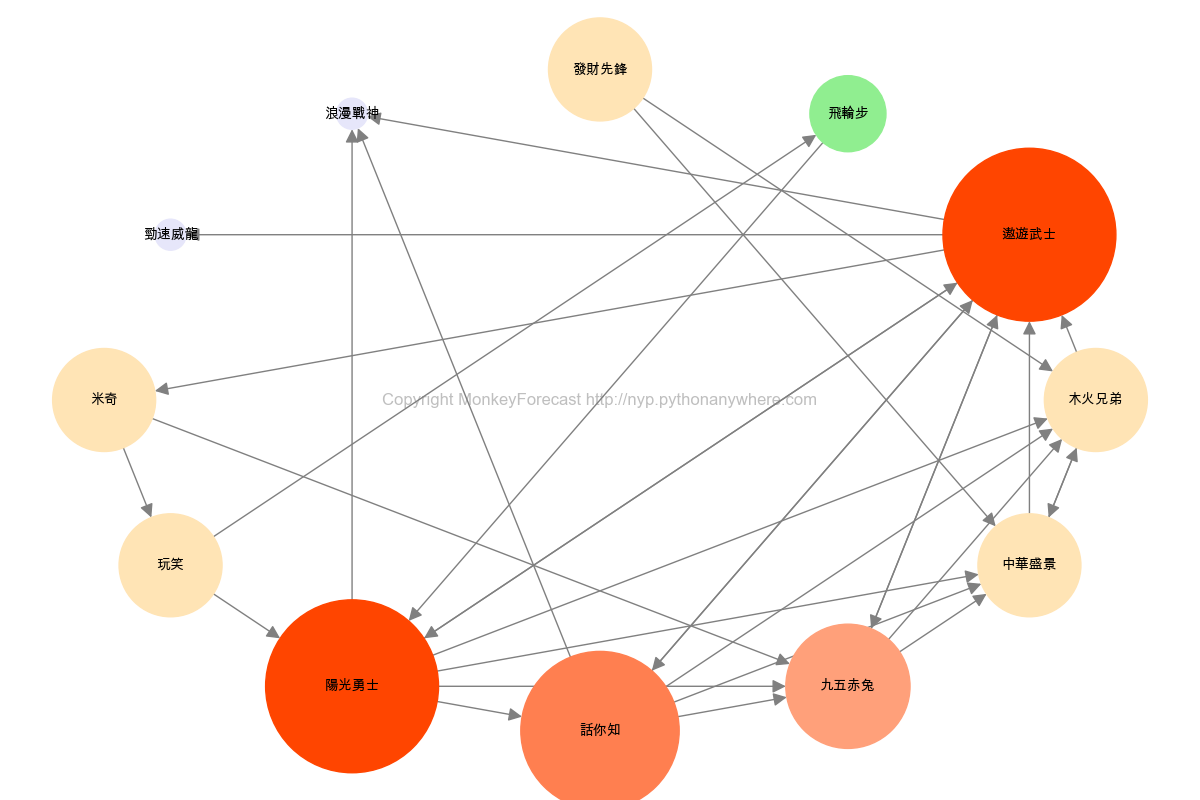 發財先鋒
浪漫戰神
飛輪步
勁速威龍
遨遊武士
米奇
Copyright MonkeyForecast http://nyp.pythonanywhere.com
木火兄弟
玩笑
中華盛景
陽光勇士
九五赤兔
話你知